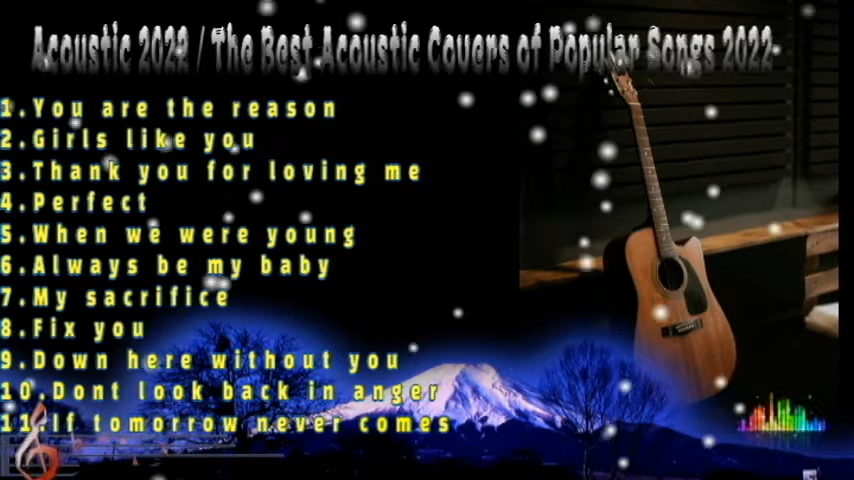 Acoustic 2022 / The Best Acoustic Covers of Popular Songs 2022
1.You are the reason
2.Girls like you
3.Thank you for loving me
4.Perfect
5.When we were young
6.Always be my baby
7.My sacrifice
8.Fix you
9.Down here without you
10.Dont look back in anger
11.If tomorrow never comes